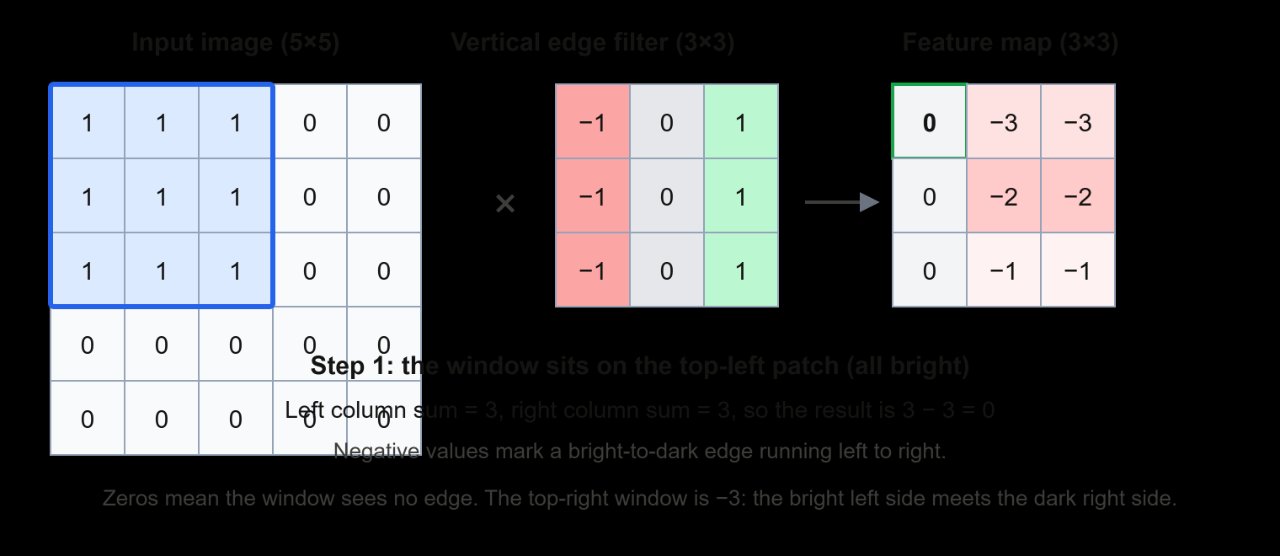 Input image (5×5) Vertical edge filter (3×3) Feature map (3×3)
1 1 1 0 0 −1 0 1 0 −3 −3
1 1 1 0 0 × −1 0 1 0 −2 −2
1 1 1 0 0 −1 0 1 0 −1 −1
0 0 0 0 0
Step 1: the window sits on the top-left patch (all bright)
Left column sum = 3, right column sum = 3, so the result is 3 − 3 = 0
0 0 0 0 0
Negative values mark a bright-to-dark edge running left to right.
Zeros mean the window sees no edge. The top-right window is −3: the bright left side meets the dark right side.